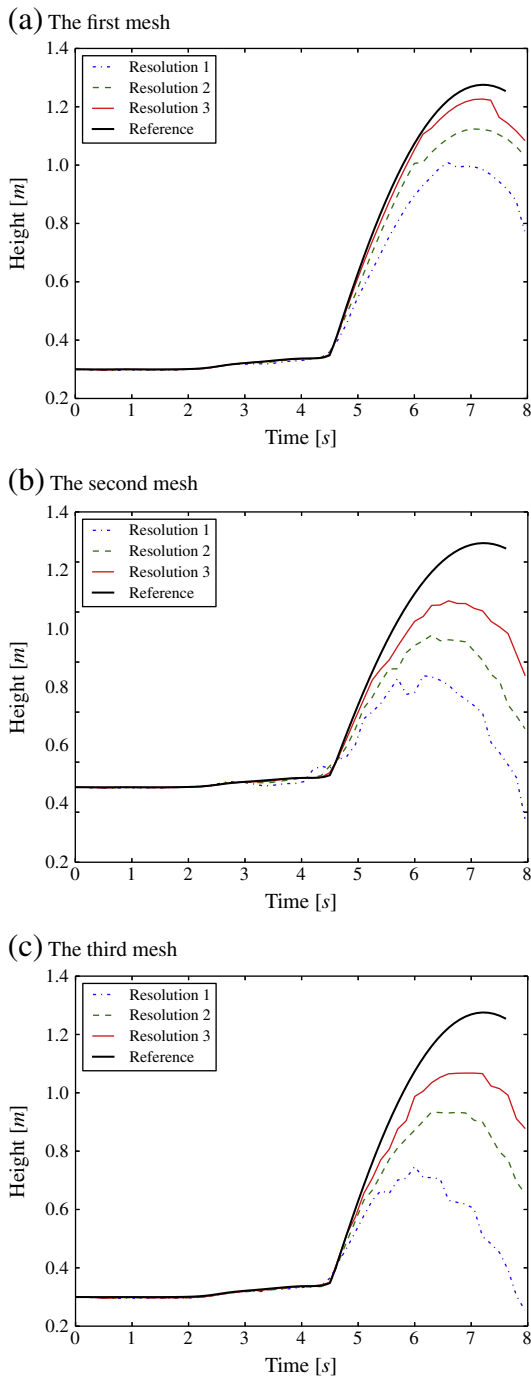 (a) The first mesh
1.4
1.2
1.0
0.8
0.6
0.4
0.2
Height [m]
Resolution 1
Resolution 2
Resolution 3
Reference
0 1 2 3 4 5 6 7 8
Time [s]
(b) The second mesh
1.4
1.2
1.0
0.8
0.6
0.4
0.2
Height [m]
Resolution 1
Resolution 2
Resolution 3
Reference
0 1 2 3 4 5 6 7 8
Time [s]
(c) The third mesh
1.4
1.2
1.0
0.8
0.6
0.4
0.2
Height [m]
Resolution 1
Resolution 2
Resolution 3
Reference
0 1 2 3 4 5 6 7 8
Time [s]